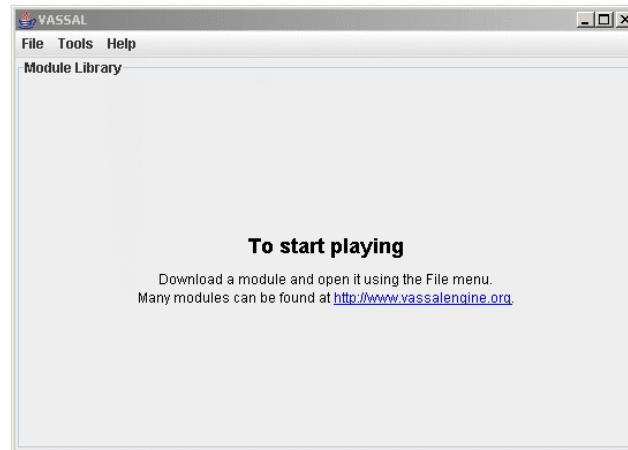 VASSAL
File Tools Help
Module Library
To start playing
Download a module and open it using the File menu.
Many modules can be found at http://www.vassalengine.org.